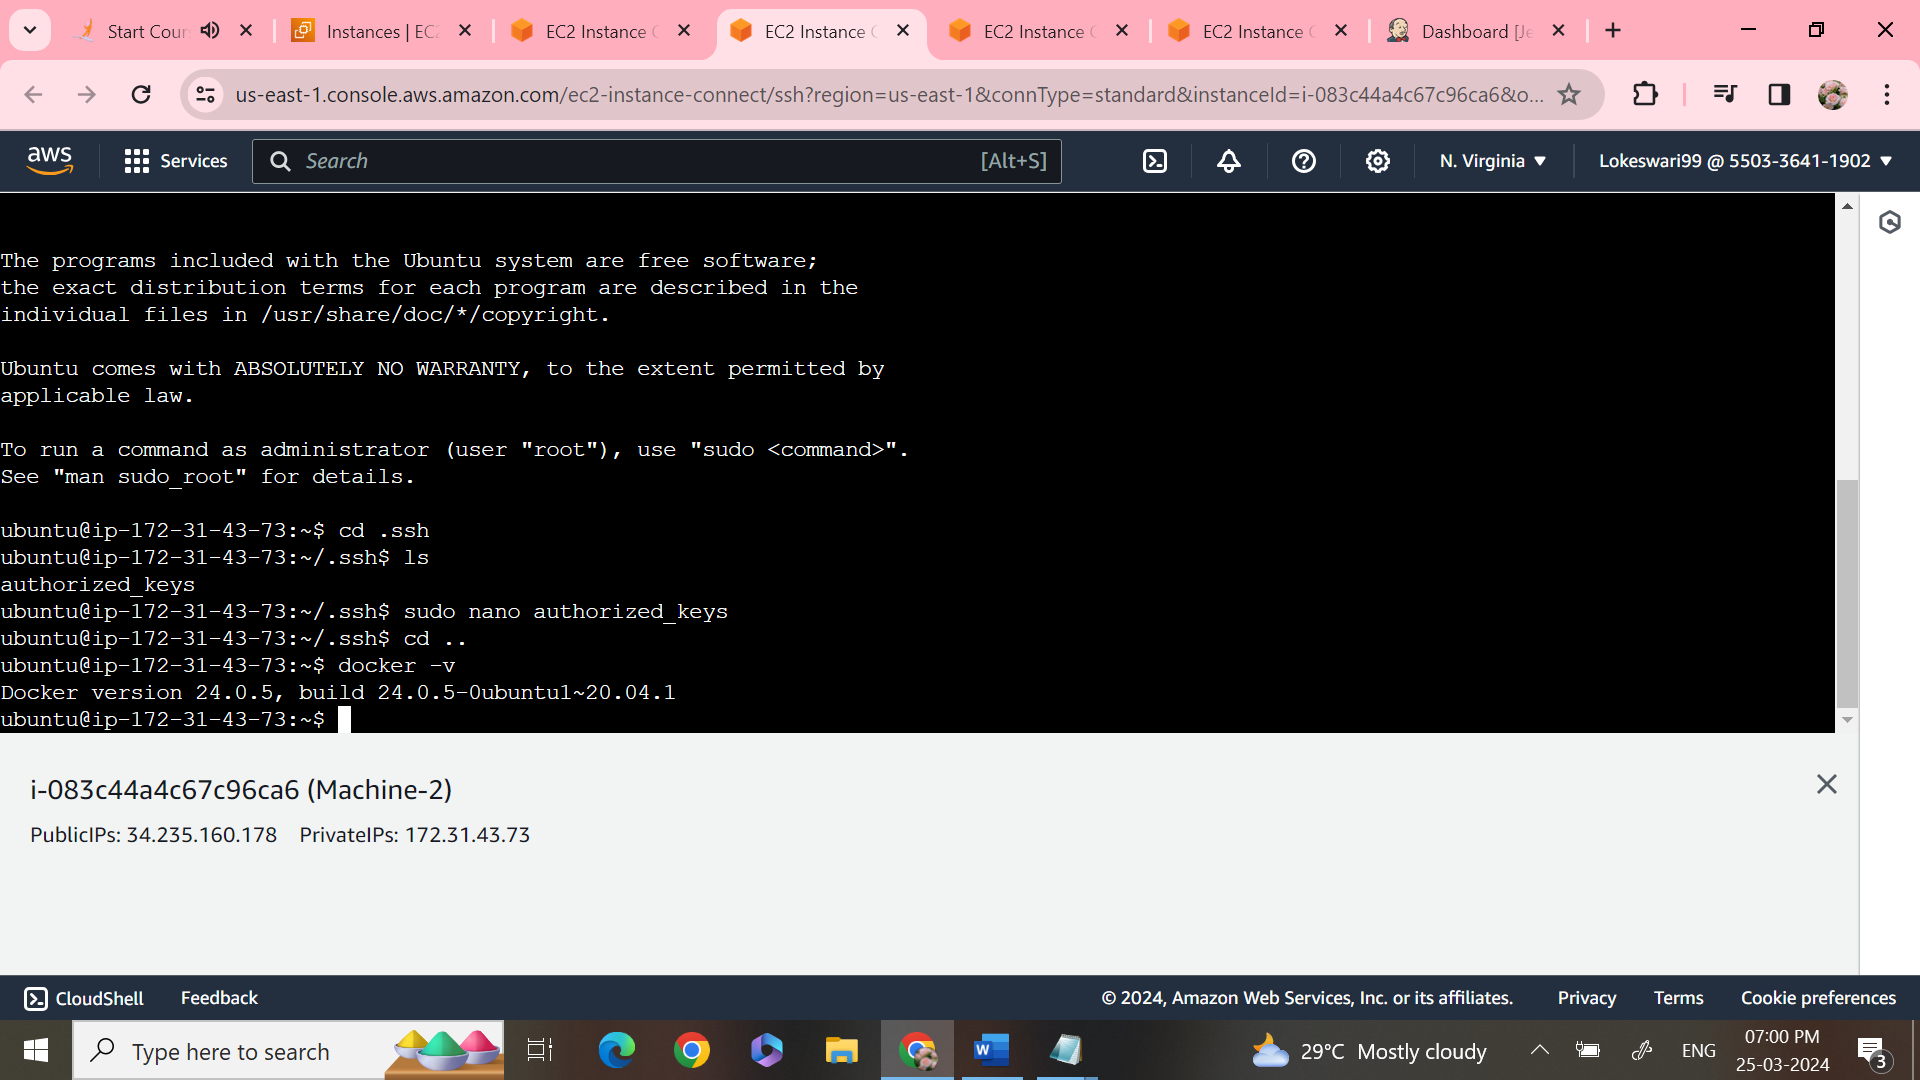 Start Cour
Instances | EC2
EC2 Instance C
EC2 Instance C
EC2 Instance C
EC2 Instance C
Dashboard [Je
us-east-1.console.aws.amazon.com/ec2-instance-connect/ssh?region=us-east-1&connType=standard&instanceId=i-083c44a4c67c96ca6&o...
aws
Services
Search
[Alt+S]
N. Virginia
Lokeswari99 @ 5503-3641-1902
The programs included with the Ubuntu system are free software;
the exact distribution terms for each program are described in the
individual files in /usr/share/doc/*/copyright.
Ubuntu comes with ABSOLUTELY NO WARRANTY, to the extent permitted by
applicable law.
To run a command as administrator (user "root"), use "sudo <command>".
See "man sudo_root" for details.
ubuntu@ip-172-31-43-73:~$ cd .ssh
ubuntu@ip-172-31-43-73:~/.ssh$ ls
authorized_keys
ubuntu@ip-172-31-43-73:~/.ssh$ sudo nano authorized_keys
ubuntu@ip-172-31-43-73:~/.ssh$ cd ..
ubuntu@ip-172-31-43-73:~$ docker -v
Docker version 24.0.5, build 24.0.5-0ubuntu1~20.04.1
ubuntu@ip-172-31-43-73:~$
i-083c44a4c67c96ca6 (Machine-2)
PublicIPs: 34.235.160.178 PrivateIPs: 172.31.43.73
CloudShell
Feedback
© 2024, Amazon Web Services, Inc. or its affiliates.
Privacy
Terms
Cookie preferences
Type here to search
W
29°C Mostly cloudy
ENG
07:00 PM
25-03-2024
3